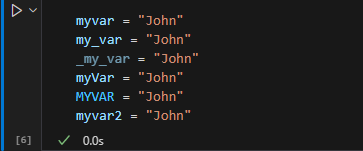 myvar = "John"
my_var = "John"
_my_var = "John"
myVar = "John"
MYVAR = "John"
myvar2 = "John"
[6]
0.0s